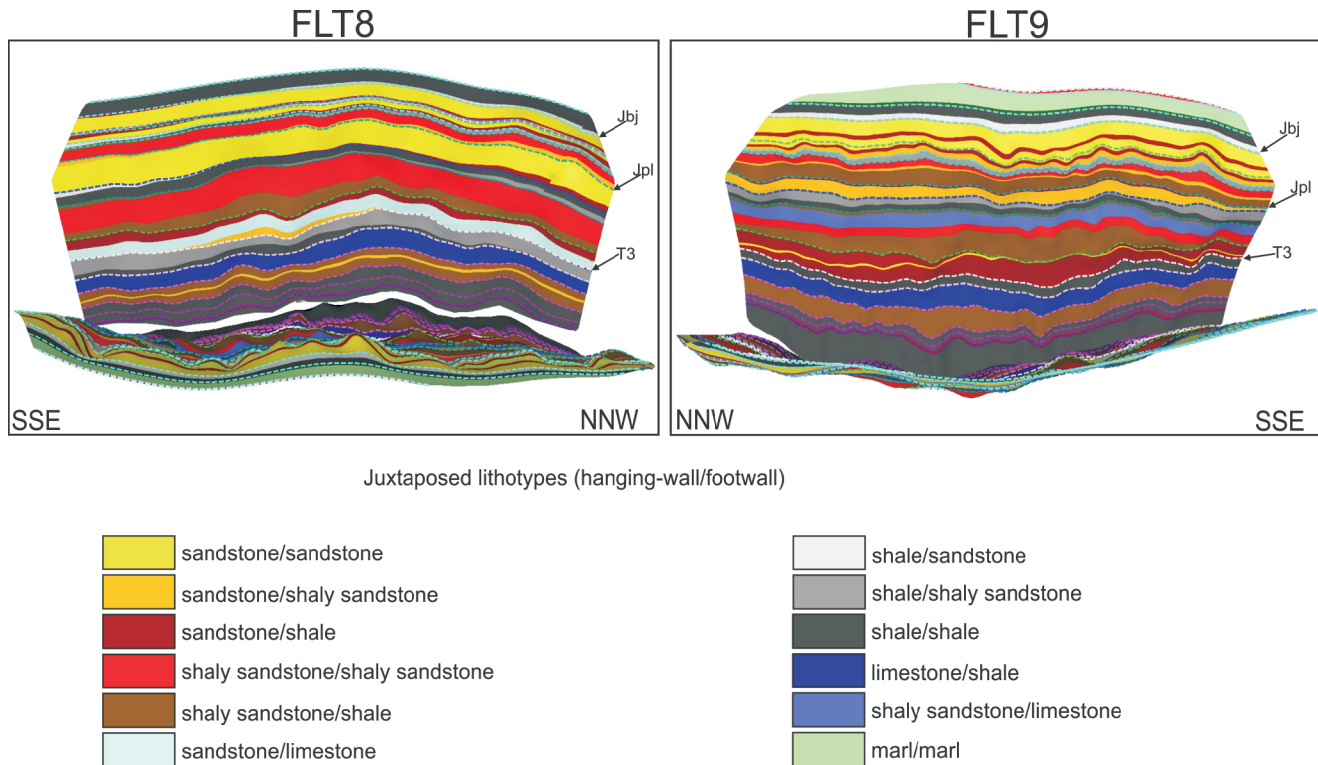 FLT8
FLT9
Jbj
Jpl
T3
Jbj
Jpl
T3
SSE
NNW
NNW
SSE
Juxtaposed lithotypes (hanging-wall/footwall)
sandstone/sandstone
sandstone/shaly sandstone
sandstone/shale
shaly sandstone/shaly sandstone
shaly sandstone/shale
sandstone/limestone
shale/sandstone
shale/shaly sandstone
shale/shale
limestone/shale
shaly sandstone/limestone
marl/marl